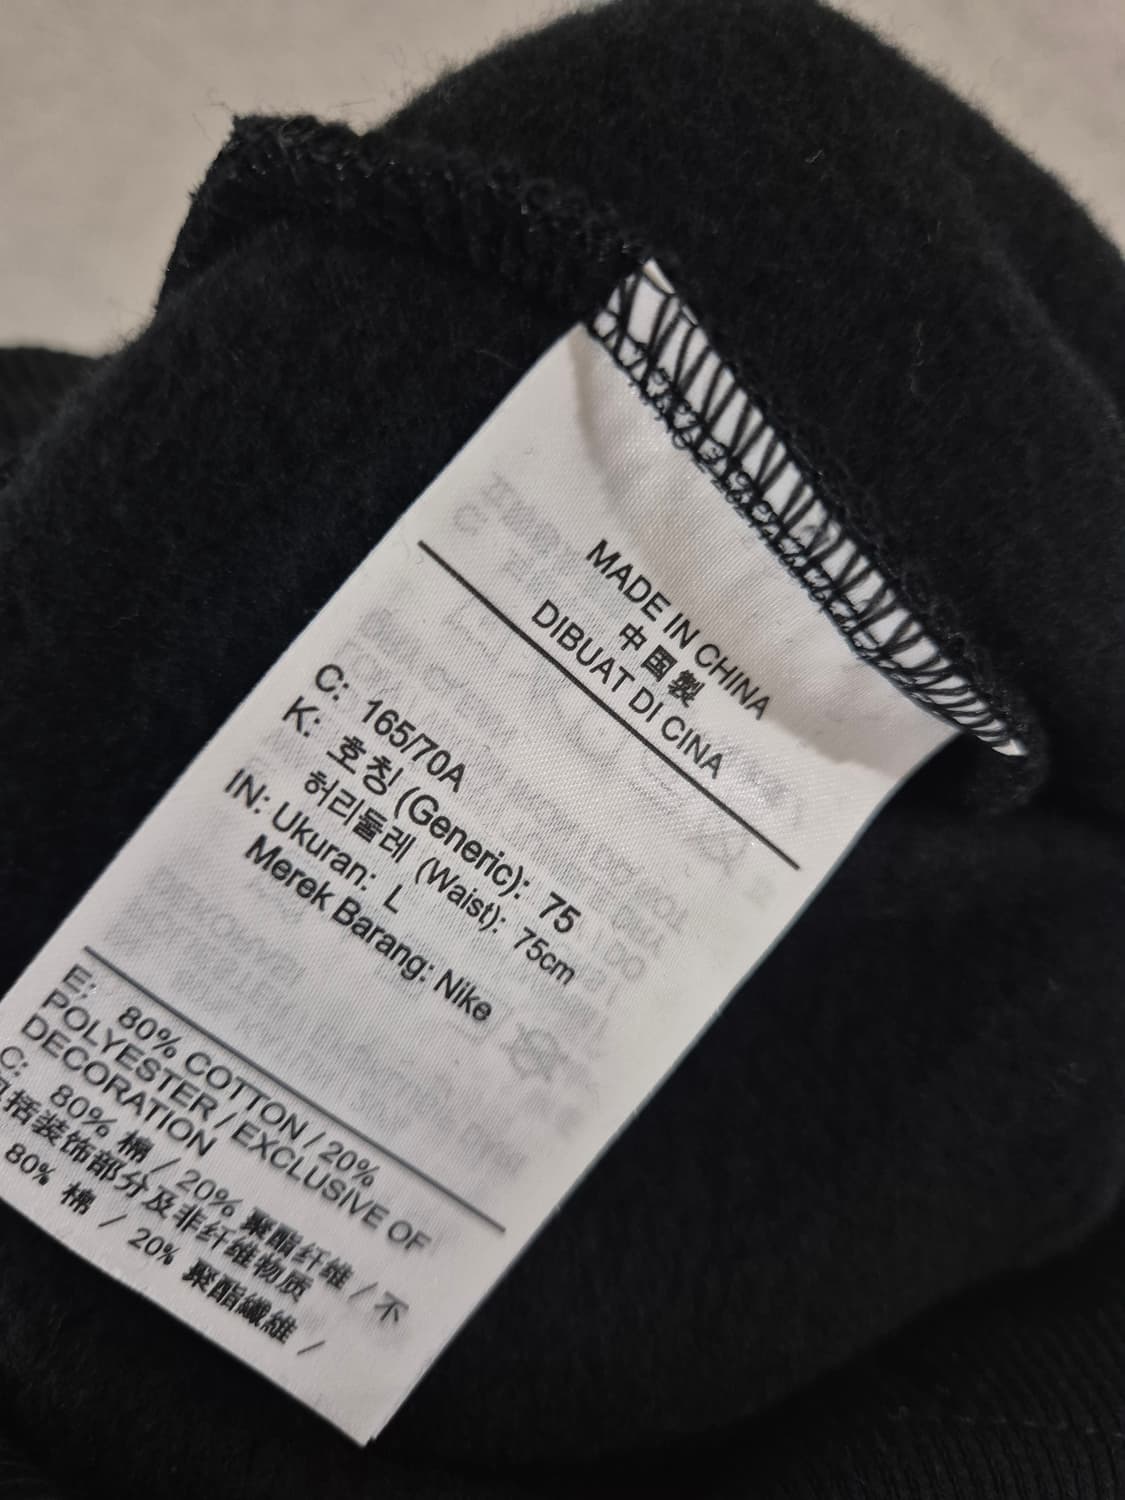 MADE IN CHINA
中国製
DIBUAT DI CINA
C: 165/70A
K: 호칭 (Generic): 75
허리둘레 (Waist): 75cm
IN: Ukuran: L
Merek Barang: Nike
E: 80% COTTON / 20%
POLYESTER / EXCLUSIVE OF
DECORATION
C: 80% 棉 / 20% 聚酯纤维 / 不
包括装饰部分及非纤维物质
80% 棉 / 20% 聚酯纖維 /